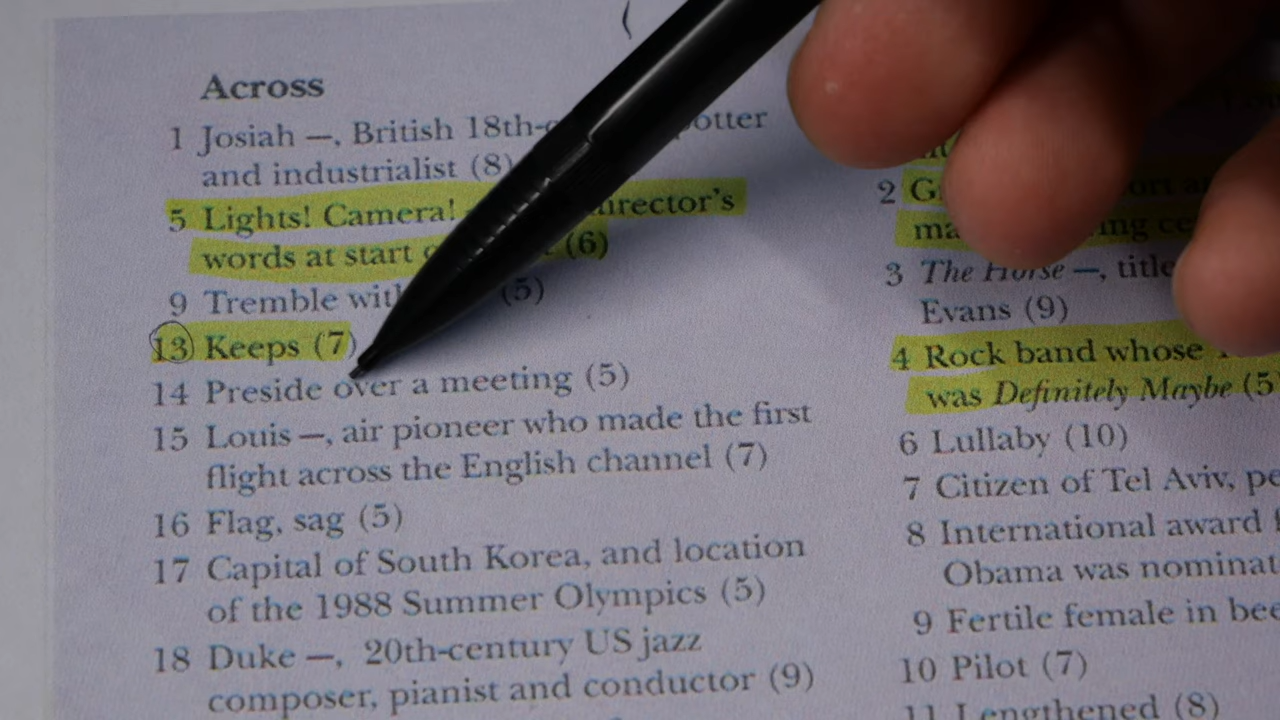 Across
1 Josiah —, British 18th- otter
and industrialist (8)
5 Lights! Camera! director's
words at start (6)
9 Tremble with (5)
13 Keeps (7)
14 Preside over a meeting (5)
15 Louis —, air pioneer who made the first
flight across the English channel (7)
16 Flag, sag (5)
17 Capital of South Korea, and location
of the 1988 Summer Olympics (5)
18 Duke —, 20th-century US jazz
composer, pianist and conductor (9)
2
3 The Horse —, title
Evans (9)
4 Rock band whose
was Definitely Maybe (5)
6 Lullaby (10)
7 Citizen of Tel Aviv,
8 International award
Obama was
9 Fertile female in
10 Pilot (7)
11 Lengthened (8)